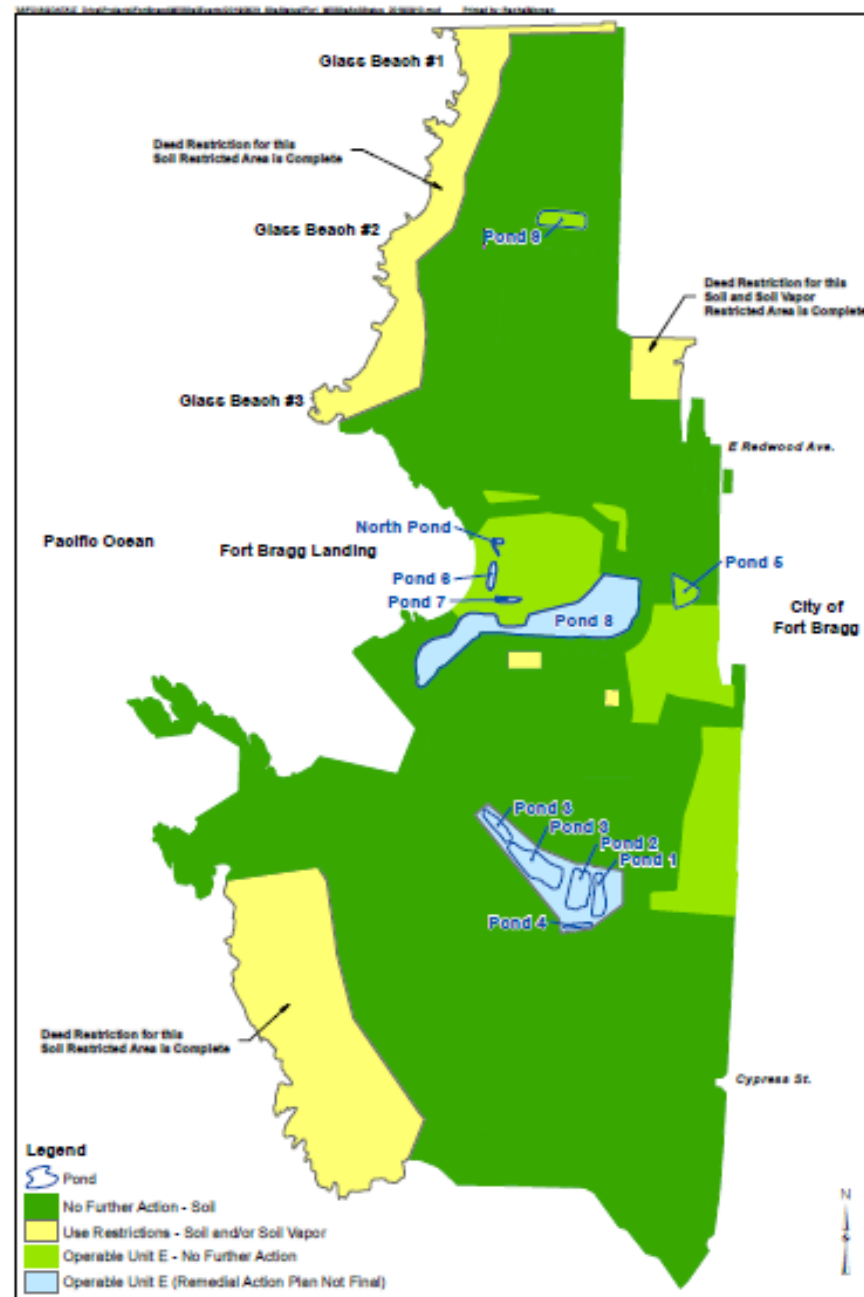 Glass Beach #1
Deed Restriction for this
Soil Restricted Area is Complete
Glass Beach #2
Pond 9
Deed Restriction for this
Soil and Soil Vapor
Restricted Area is Complete
Glass Beach #3
E Redwood Ave.
North Pond
Pacific Ocean
Fort Bragg Landing
Pond 6
Pond 5
Pond 7
City of
Fort Bragg
Pond 8
Pond 3
Pond 3
Pond 2
Pond 1
Pond 4
Deed Restriction for this
Soil Restricted Area is Complete
Cypress St.
Legend
Pond
No Further Action - Soil
Use Restrictions - Soil and/or Soil Vapor
Operable Unit E - No Further Action
Operable Unit E (Remedial Action Plan Not Final)
N